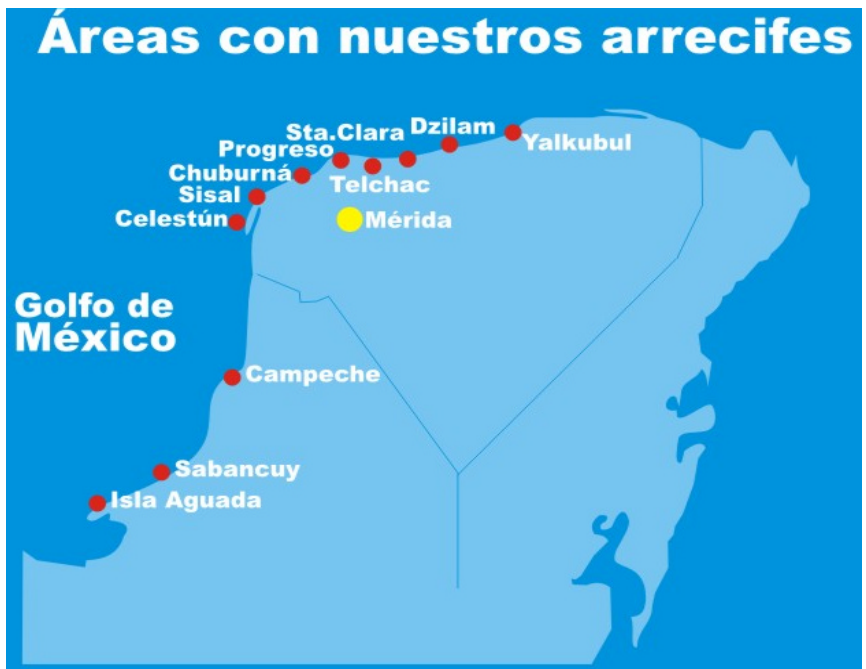 Áreas con nuestros arrecifes
Sta.Clara
Dzilam
Yalkubul
Progreso
Telchac
Chuburná
Sisal
Celestún
Mérida
Golfo de
México
Campeche
Sabancuy
Isla Aguada